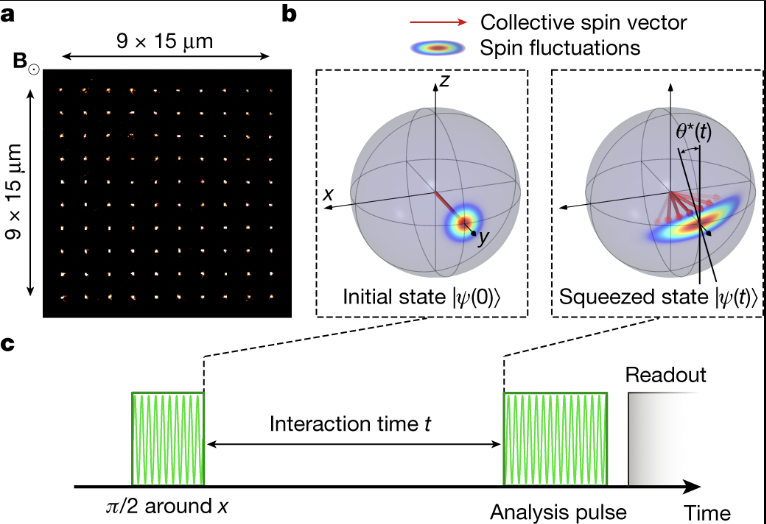 a
9 × 15 μm
B⊙
9 × 15 μm
b
Collective spin vector
Spin fluctuations
z
x
y
Initial state |ψ(0)⟩
θ*(t)
Squeezed state |ψ(t)⟩
c
Readout
Interaction time t
π/2 around x
Analysis pulse
Time